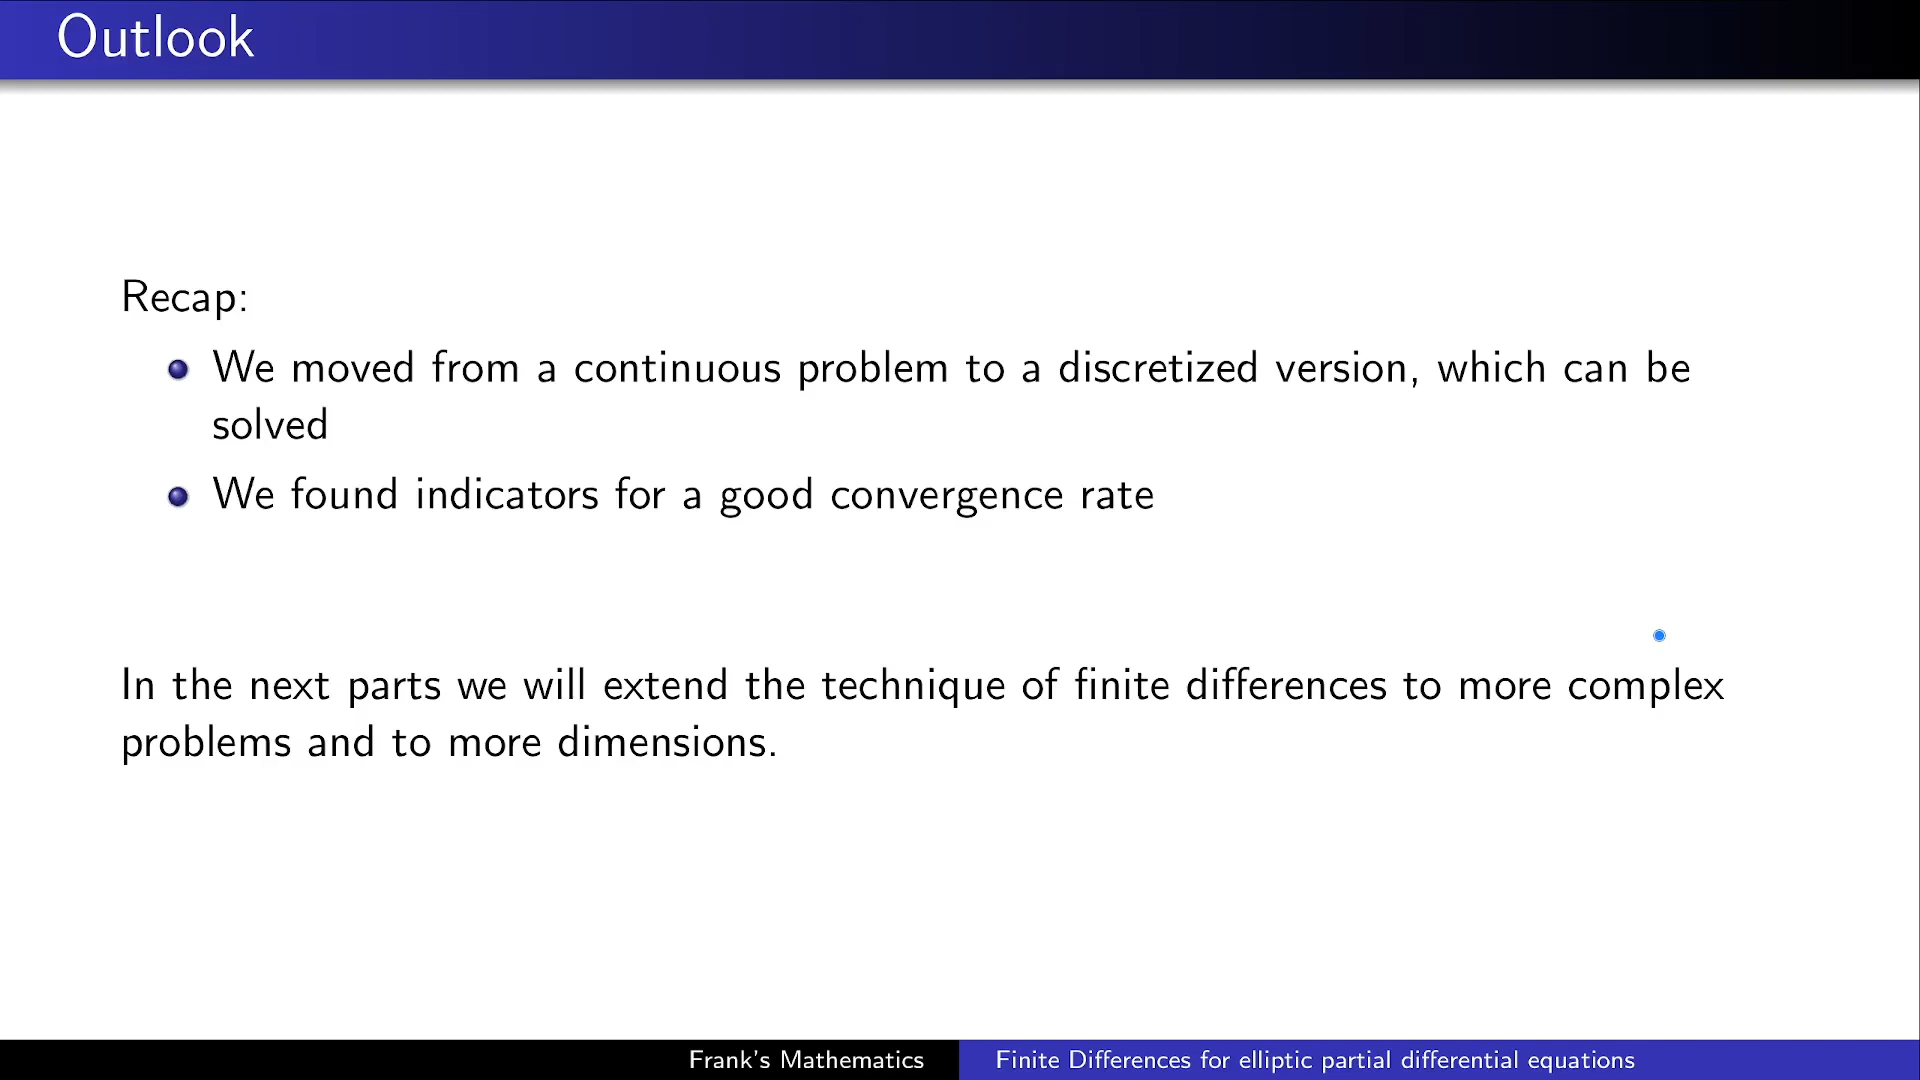 Outlook
Recap:
We moved from a continuous problem to a discretized version, which can be
solved
We found indicators for a good convergence rate
In the next parts we will extend the technique of finite differences to more complex
problems and to more dimensions.
Frank's Mathematics
Finite Differences for elliptic partial differential equations